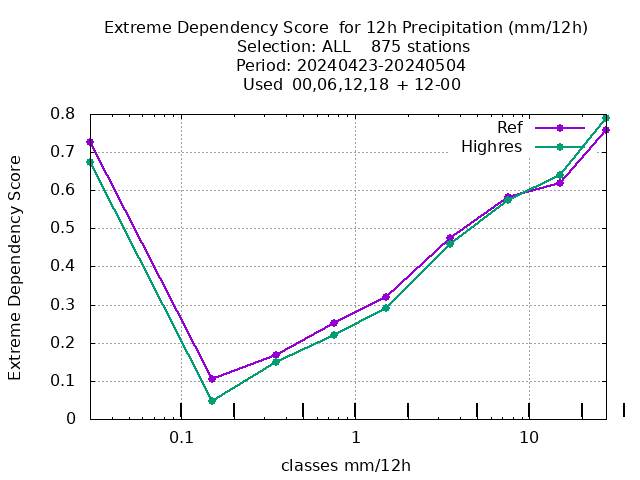 Extreme Dependency Score  for 12h Precipitation (mm/12h)
Selection: ALL    875 stations
Period: 20240423-20240504
Used  00,06,12,18  + 12-00
Ref
Highres
Extreme Dependency Score
0.8
0.7
0.6
0.5
0.4
0.3
0.2
0.1
0
0.1
1
10
classes mm/12h